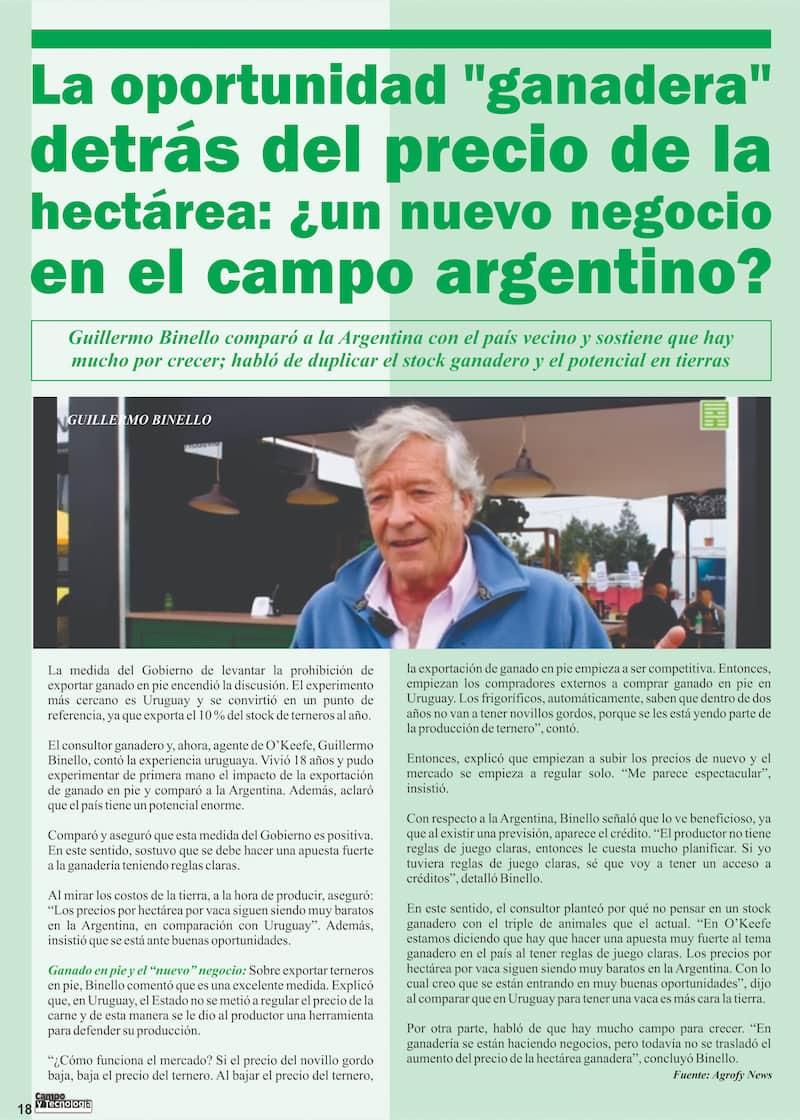 La oportunidad "ganadera"
detrás del precio de la
hectárea: ¿un nuevo negocio
en el campo argentino?
Guillermo Binello comparó a la Argentina con el país vecino y sostiene que hay
mucho por crecer; habló de duplicar el stock ganadero y el potencial en tierras
GUILLERMO BINELLO
La medida del Gobierno de levantar la prohibición de
exportar ganado en pie encendió la discusión. El experimento
más cercano es Uruguay y se convirtió en un punto de
referencia, ya que exporta el 10 % del stock de terneros al año.
El consultor ganadero y, ahora, agente de O’Keefe, Guillermo
Binello, contó la experiencia uruguaya. Vivió 18 años y pudo
experimentar de primera mano el impacto de la exportación
de ganado en pie y comparó a la Argentina. Además, aclaró
que el país tiene un potencial enorme.
Comparó y aseguró que esta medida del Gobierno es positiva.
En este sentido, sostuvo que se debe hacer una apuesta fuerte
a la ganadería teniendo reglas claras.
Al mirar los costos de la tierra, a la hora de producir, aseguró:
“Los precios por hectárea por vaca siguen siendo muy baratos
en la Argentina, en comparación con Uruguay”. Además,
insistió que se está ante buenas oportunidades.
Ganado en pie y el “nuevo” negocio: Sobre exportar terneros
en pie, Binello comentó que es una excelente medida. Explicó
que, en Uruguay, el Estado no se metió a regular el precio de la
carne y de esta manera se le dio al productor una herramienta
para defender su producción.
“¿Cómo funciona el mercado? Si el precio del novillo gordo
baja, baja el precio del ternero. Al bajar el precio del ternero,
la exportación de ganado en pie empieza a ser competitiva. Entonces,
empiezan los compradores externos a comprar ganado en pie en
Uruguay. Los frigoríficos, automáticamente, saben que dentro de dos
años no van a tener novillos gordos, porque se les está yendo parte de
la producción de ternero”, contó.
Entonces, explicó que empiezan a subir los precios de nuevo y el
mercado se empieza a regular solo. “Me parece espectacular”,
insistió.
Con respecto a la Argentina, Binello señaló que lo ve beneficioso, ya
que al existir una previsión, aparece el crédito. “El productor no tiene
reglas de juego claras, entonces le cuesta mucho planificar. Si yo
tuviera reglas de juego claras, sé que voy a tener un acceso a
créditos”, detalló Binello.
En este sentido, el consultor planteó por qué no pensar en un stock
ganadero con el triple de animales que el actual. “En O’Keefe
estamos diciendo que hay que hacer una apuesta muy fuerte al tema
ganadero en el país al tener reglas de juego claras. Los precios por
hectárea por vaca siguen siendo muy baratos en la Argentina. Con lo
cual creo que se están entrando en muy buenas oportunidades”, dijo
al comparar que en Uruguay para tener una vaca es más cara la tierra.
Por otra parte, habló de que hay mucho campo para crecer. “En
ganadería se están haciendo negocios, pero todavía no se trasladó el
aumento del precio de la hectárea ganadera”, concluyó Binello.
Fuente: Agrofy News
18
Campo
y Tecnología